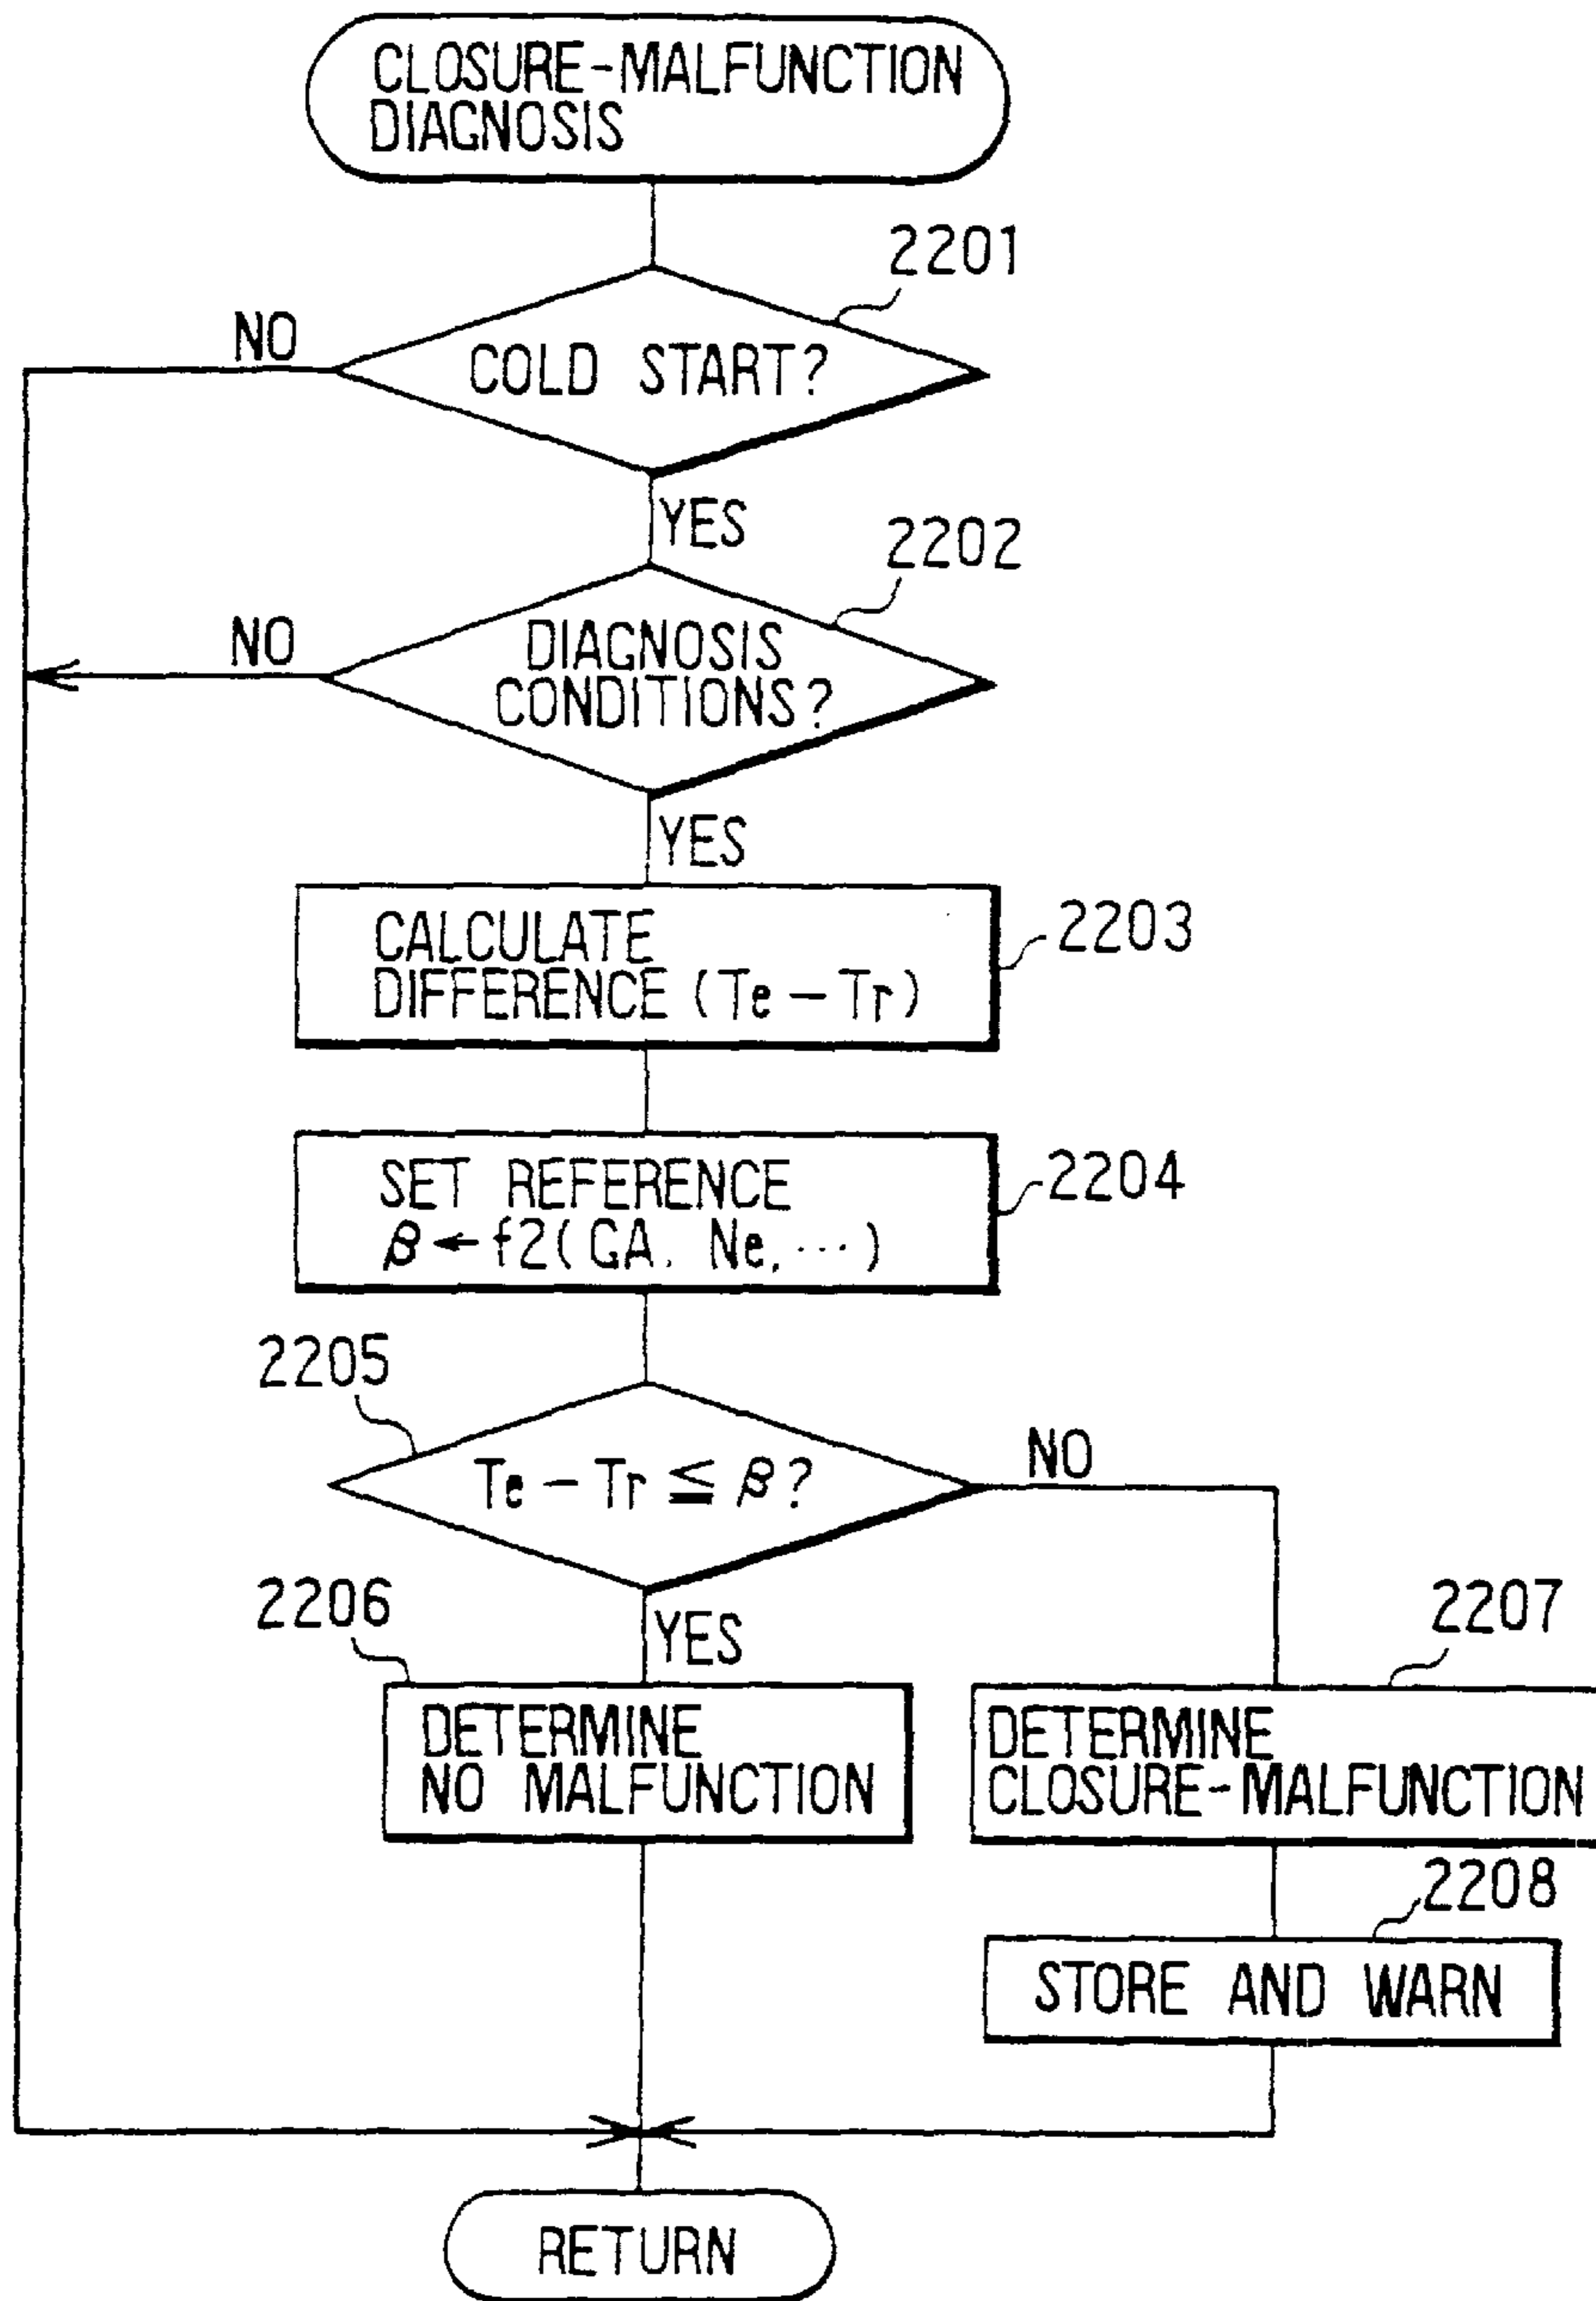 CLOSURE-MALFUNCTION
DIAGNOSIS
2201
NO
COLD START?
YES
2202
NO
DIAGNOSIS
CONDITIONS?
YES
CALCULATE
DIFFERENCE (Te − Tr)
2203
SET REFERENCE
β ← f2(GA. Ne, ···)
2204
2205
Te − Tr ≦ β?
NO
2206
YES
2207
DETERMINE
NO MALFUNCTION
DETERMINE
CLOSURE-MALFUNCTION
2208
STORE AND WARN
RETURN